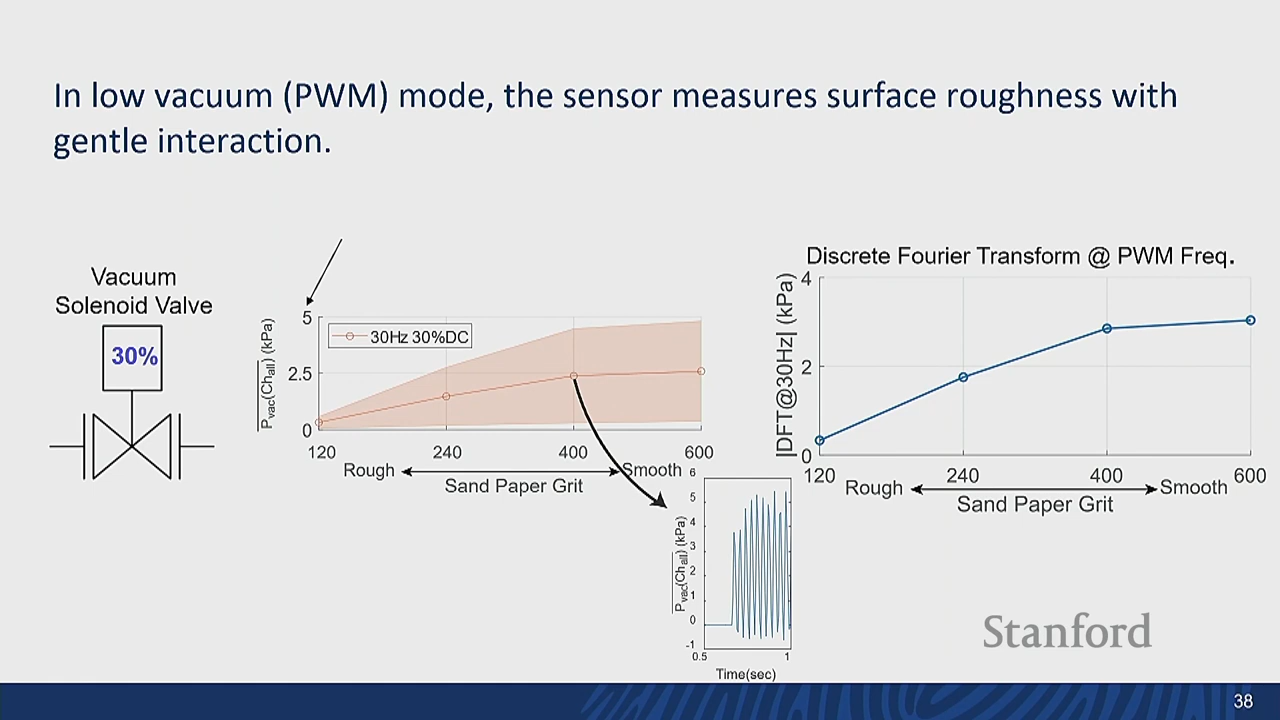 In low vacuum (PWM) mode, the sensor measures surface roughness with
gentle interaction.
Vacuum
Solenoid Valve
30%
P_vac(Ch_all) (kPa)
5
2.5
0
30Hz 30%DC
120
240
400
600
Rough
Smooth
Sand Paper Grit
P_vac(Ch_all) (kPa)
6
5
4
3
2
1
0
-1
0.5
1
Time(sec)
Discrete Fourier Transform @ PWM Freq.
|DFT@30Hz| (kPa)
4
2
0
120
240
400
600
Rough
Smooth
Sand Paper Grit
Stanford
38